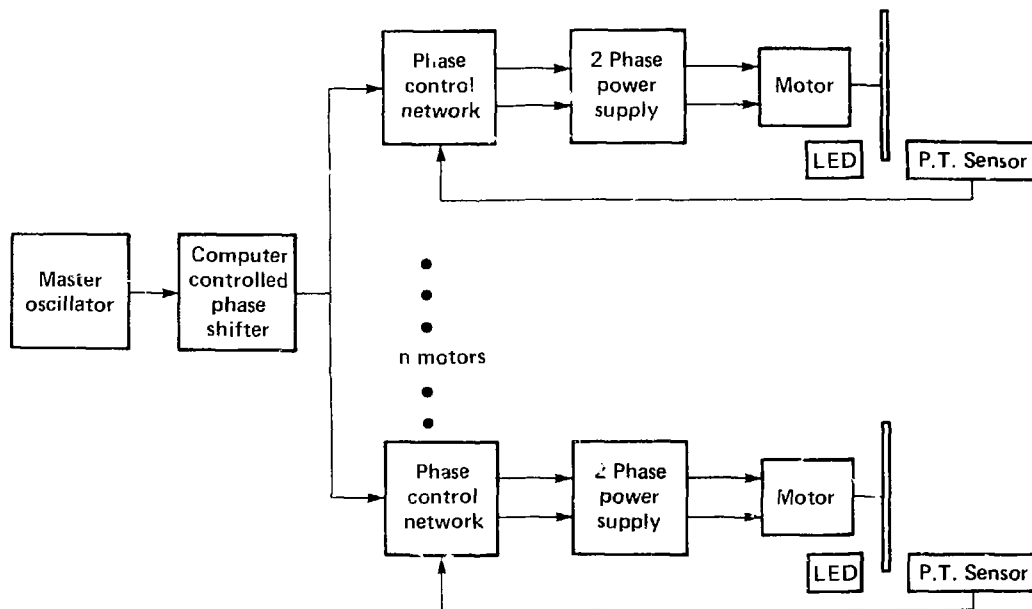 Phase
control
network
2 Phase
power
supply
Motor
LED
P.T. Sensor
Master
oscillator
Computer
controlled
phase
shifter
n motors
Phase
control
network
2 Phase
power
supply
Motor
LED
P.T. Sensor